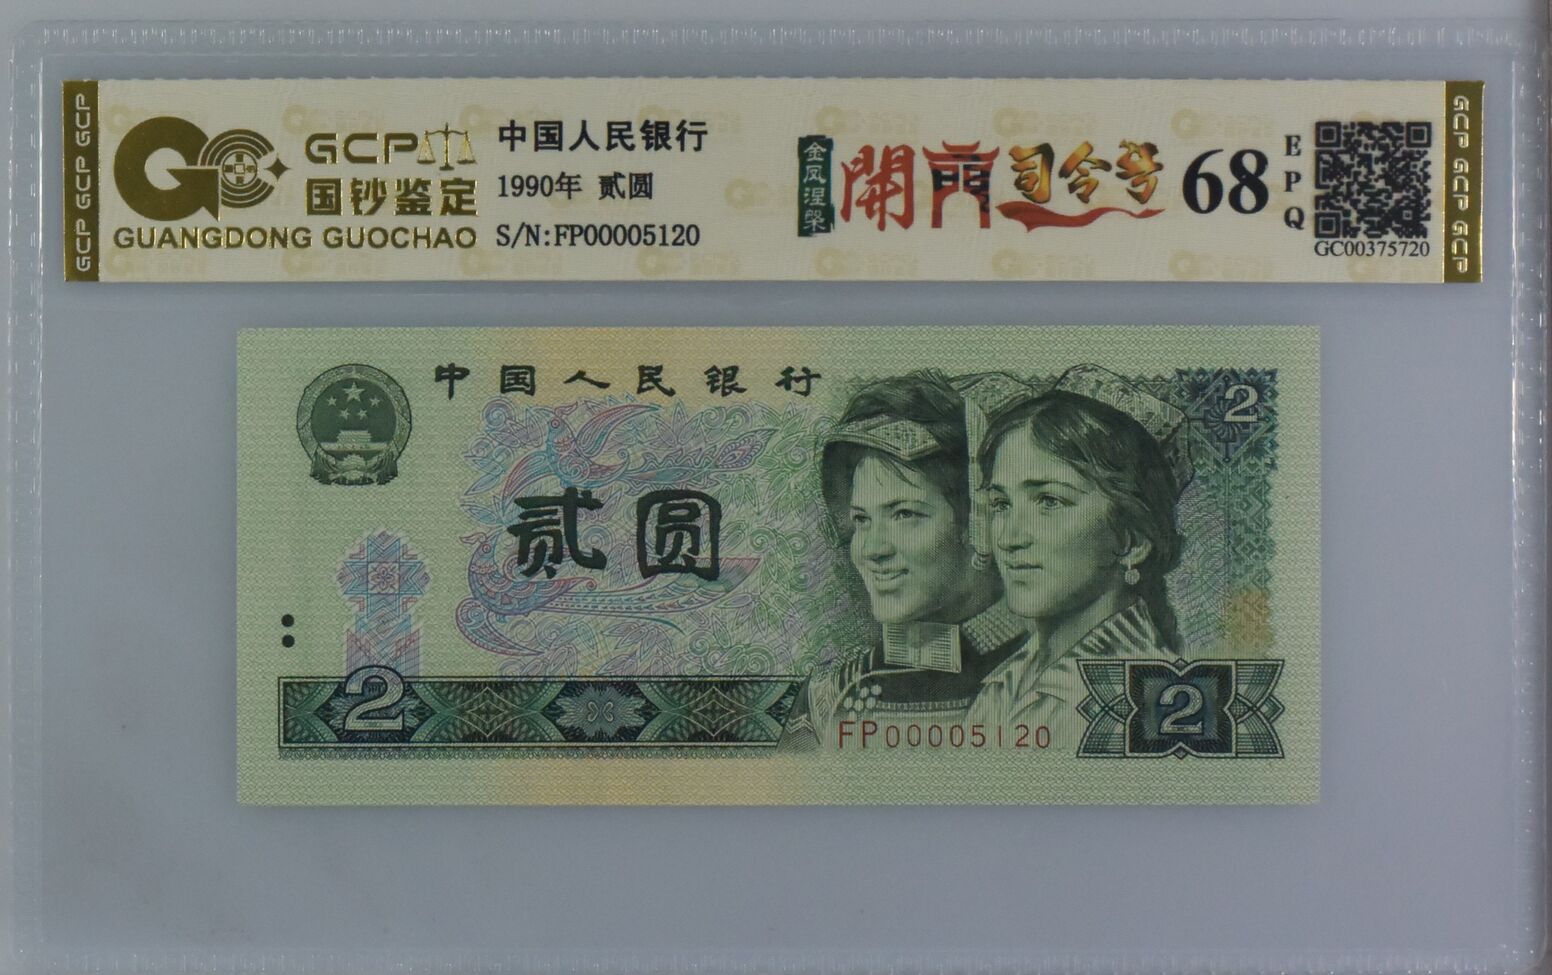 GCP GCP GCP
GCP
国钞鉴定
GUANGDONG GUOCHAO
中国人民银行
1990年 贰圆
S/N:FP00005120
金凤涅槃
開門司令号
68
EPQ
GC00375720
GCP GCP GCP
中国人民银行
2
贰圆
2
FP00005120
2